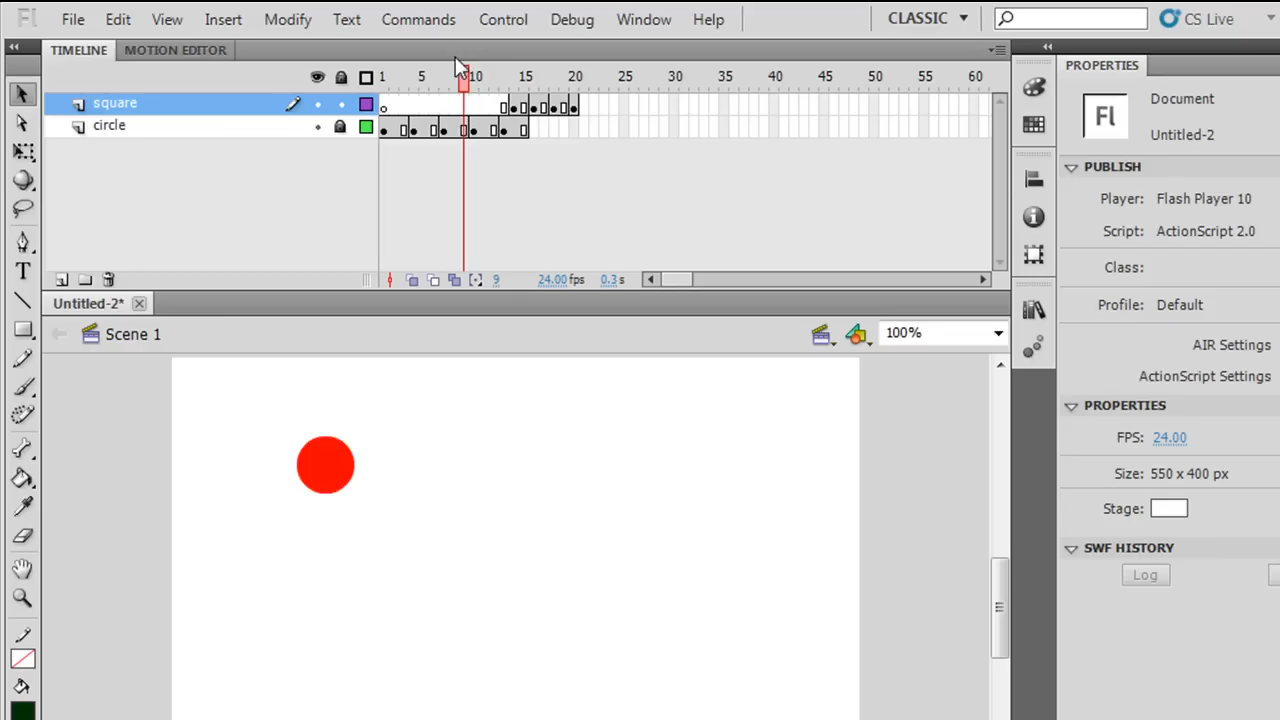 Fl File Edit View Insert Modify Text Commands Control Debug Window Help CLASSIC CS Live
TIMELINE MOTION EDITOR
1 5 10 15 20 25 30 35 40 45 50 55 60
square
circle
9 24.00 fps 0.3 s
Untitled-2*
Scene 1 100%
PROPERTIES
Fl
Document
Untitled-2
PUBLISH
Player: Flash Player 10
Script: ActionScript 2.0
Class:
Profile: Default
AIR Settings
ActionScript Settings
PROPERTIES
FPS: 24.00
Size: 550 x 400 px
Stage:
SWF HISTORY
Log
T